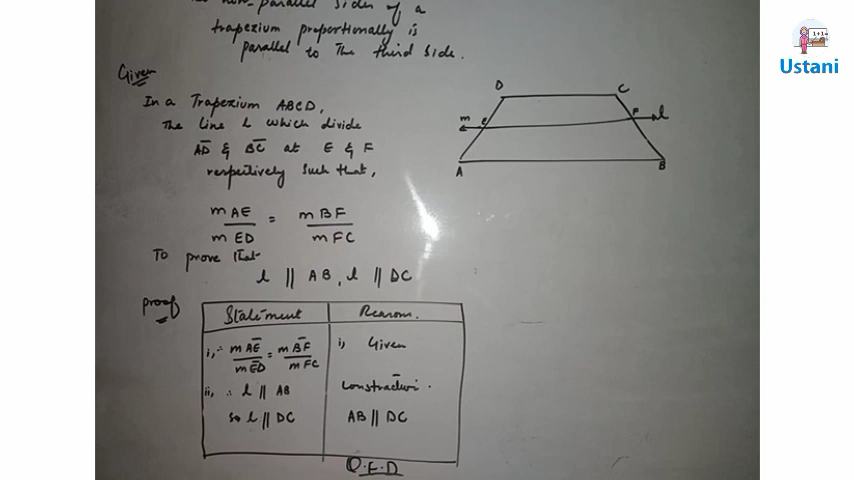 non-parallel sides of a
trapezium proportionally is
parallel to the third side.
Given
In a Trapezium ABCD,
The line l which divide
AD & BC at E & F
respectively such that,
mAE/mED = mBF/mFC
To prove that
l || AB, l || DC
proof
Statement Reason.
i, ∴ mAE/mED = mBF/mFC i, Given
ii, ∴ l || AB construction.
so l || DC AB || DC
Q.E.D
D C
m E F l
A B
1+1=
Ustani